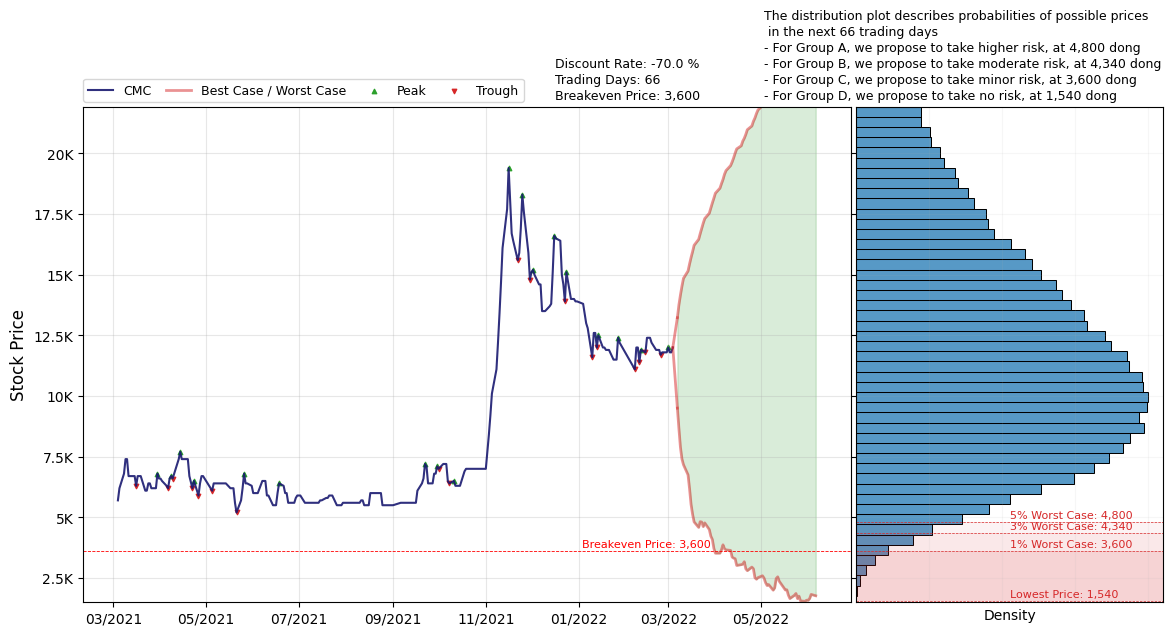 The distribution plot describes probabilities of possible prices
in the next 66 trading days
- For Group A, we propose to take higher risk, at 4,800 dong
- For Group B, we propose to take moderate risk, at 4,340 dong
- For Group C, we propose to take minor risk, at 3,600 dong
- For Group D, we propose to take no risk, at 1,540 dong
Discount Rate: -70.0 %
Trading Days: 66
Breakeven Price: 3,600
CMC Best Case / Worst Case Peak Trough
Stock Price
20K
17.5K
15K
12.5K
10K
7.5K
5K
2.5K
Breakeven Price: 3,600
03/2021 05/2021 07/2021 09/2021 11/2021 01/2022 03/2022 05/2022
5% Worst Case: 4,800
3% Worst Case: 4,340
1% Worst Case: 3,600
Lowest Price: 1,540
Density